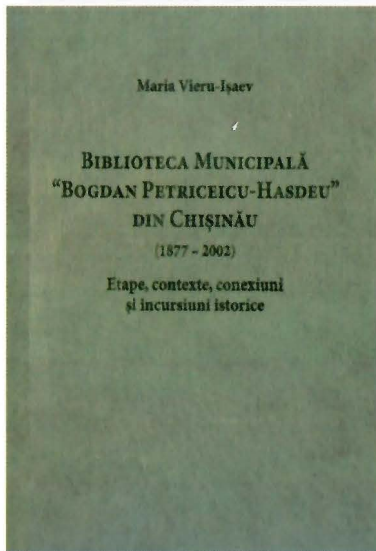 Maria Vieru-Işaev
BIBLIOTECA MUNICIPALĂ
“BOGDAN PETRICEICU-HASDEU”
DIN CHIŞINĂU
(1877 – 2002)
Etape, contexte, conexiuni
şi incursiuni istorice